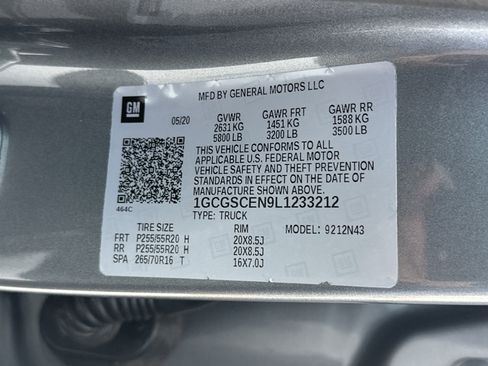 MFD BY GENERAL MOTORS LLC
GM
05/20 GVWR GAWR FRT GAWR RR
2631 KG 1451 KG 1588 KG
5800 LB 3200 LB 3500 LB
THIS VEHICLE CONFORMS TO ALL
APPLICABLE U.S. FEDERAL MOTOR
VEHICLE SAFETY AND THEFT PREVENTION
STANDARDS IN EFFECT ON THE DATE OF
MANUFACTURE SHOWN ABOVE.
464C
1GCGSCEN9L1233212
TYPE: TRUCK
TIRE SIZE RIM MODEL: 9212N43
FRT P255/55R20 H 20X8.5J
RR P255/55R20 H 20X8.5J
SPA 265/70R16 T 16X7.0J